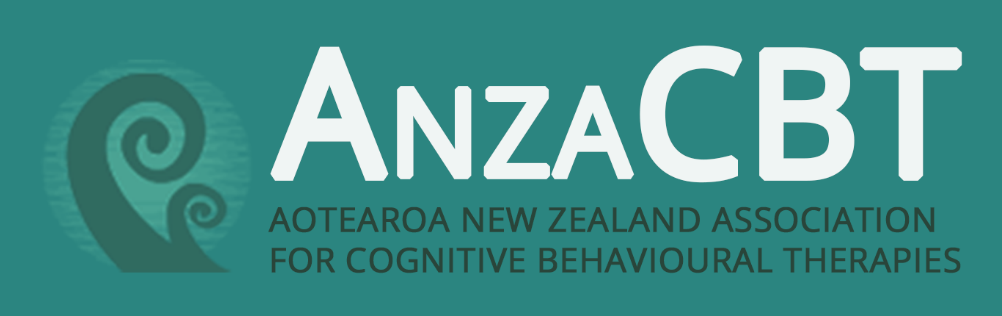 AnzaCBT
AOTEAROA NEW ZEALAND ASSOCIATION
FOR COGNITIVE BEHAVIOURAL THERAPIES